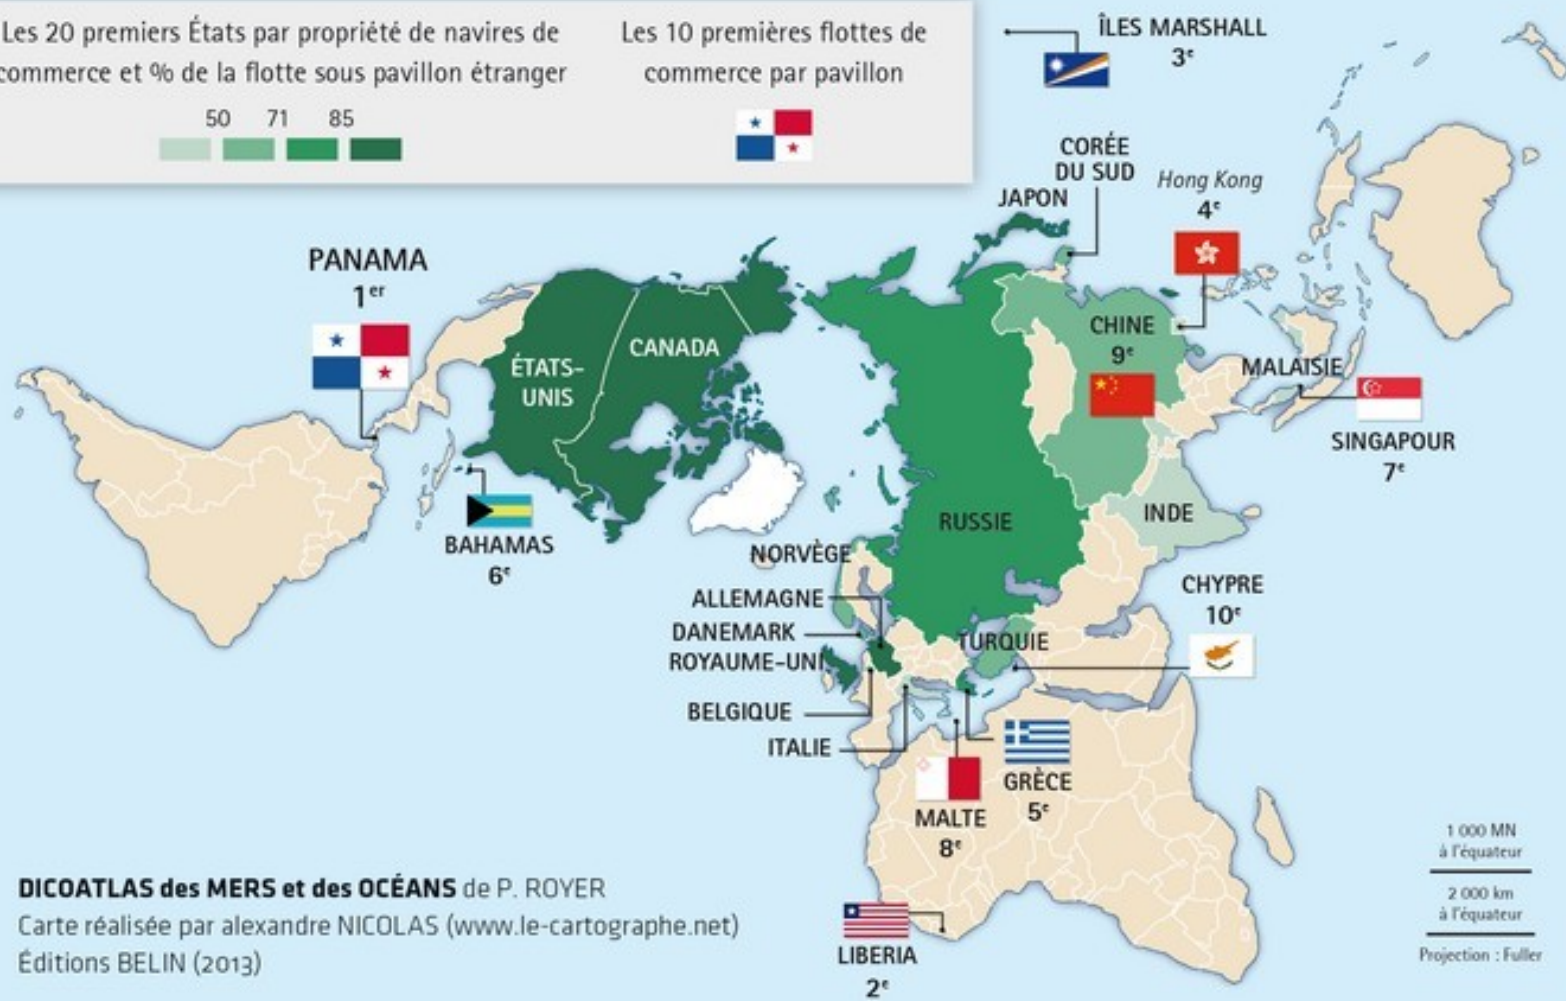 Les 20 premiers États par propriété de navires de
commerce et % de la flotte sous pavillon étranger
50 71 85
Les 10 premières flottes de
commerce par pavillon
ÎLES MARSHALL
3e
CORÉE
DU SUD
JAPON
Hong Kong
4e
PANAMA
1er
ÉTATS-
UNIS
CANADA
CHINE
9e
MALAISIE
SINGAPOUR
7e
BAHAMAS
6e
RUSSIE
INDE
NORVÈGE
ALLEMAGNE
DANEMARK
ROYAUME-UNI
BELGIQUE
ITALIE
TURQUIE
CHYPRE
10e
GRÈCE
5e
MALTE
8e
LIBERIA
2e
DICOATLAS des MERS et des OCÉANS de P. ROYER
Carte réalisée par alexandre NICOLAS (www.le-cartographe.net)
Éditions BELIN (2013)
1 000 MN
à l'équateur
2 000 km
à l'équateur
Projection : Fuller